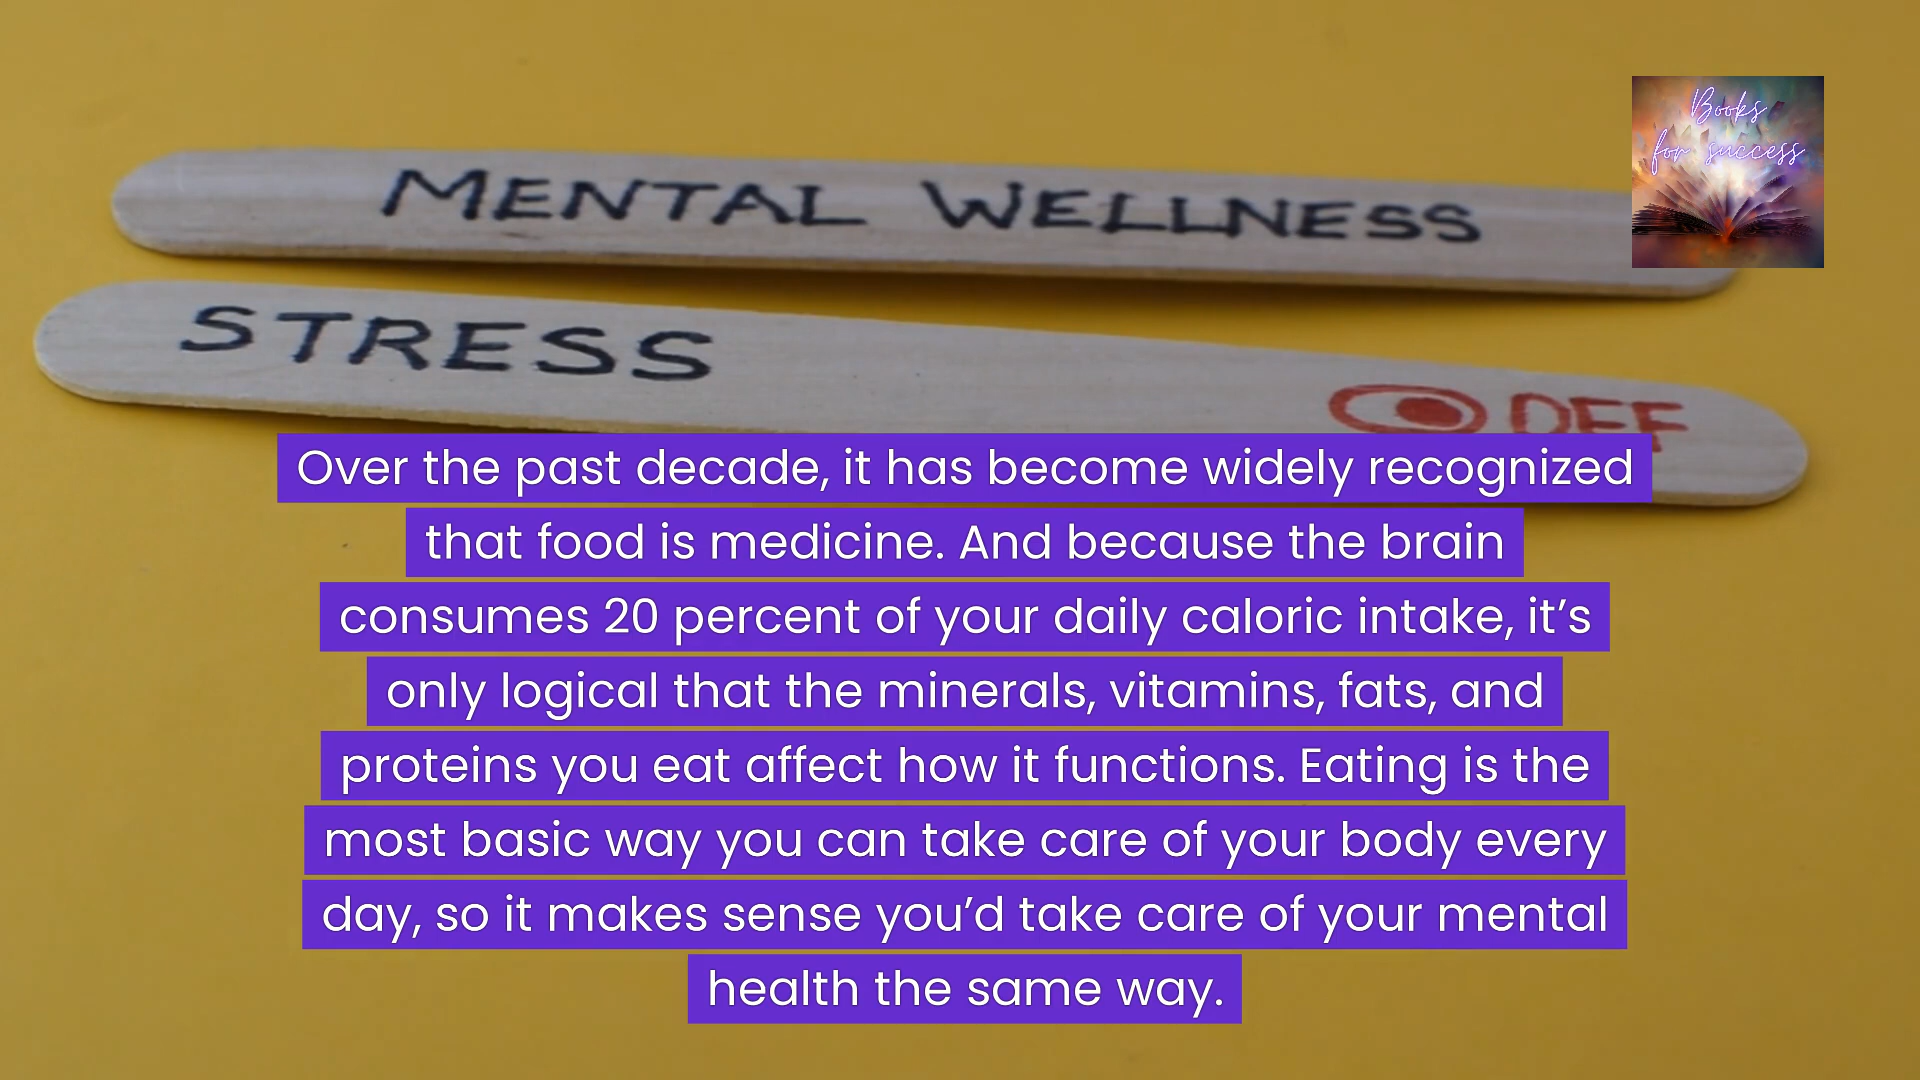 Books
for success
MENTAL WELLNESS
STRESS
OFF
Over the past decade, it has become widely recognized
that food is medicine. And because the brain
consumes 20 percent of your daily caloric intake, it’s
only logical that the minerals, vitamins, fats, and
proteins you eat affect how it functions. Eating is the
most basic way you can take care of your body every
day, so it makes sense you’d take care of your mental
health the same way.